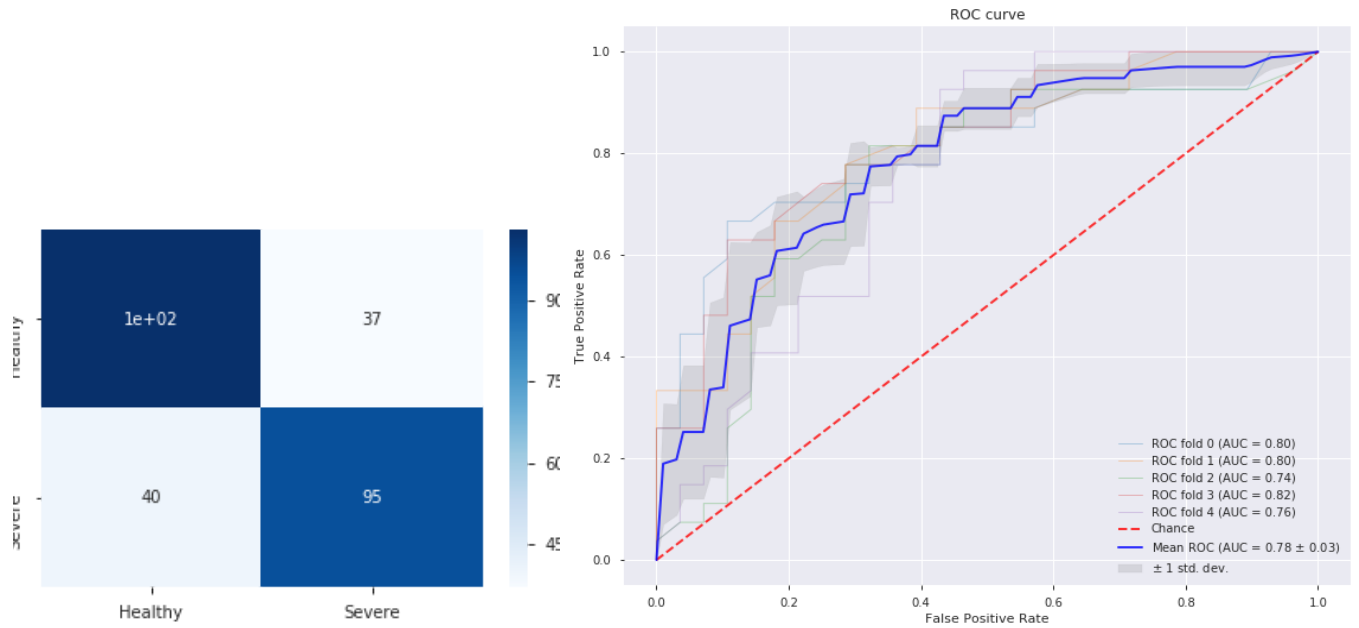 1e+02 37
40 95
Healthy Severe
75
60
ROC curve
1.0
0.8
0.6
0.4
0.2
0.0
True Positive Rate
0.0 0.2 0.4 0.6 0.8 1.0
False Positive Rate
ROC fold 0 (AUC = 0.80)
ROC fold 1 (AUC = 0.80)
ROC fold 2 (AUC = 0.74)
ROC fold 3 (AUC = 0.82)
ROC fold 4 (AUC = 0.76)
Chance
Mean ROC (AUC = 0.78 ± 0.03)
± 1 std. dev.